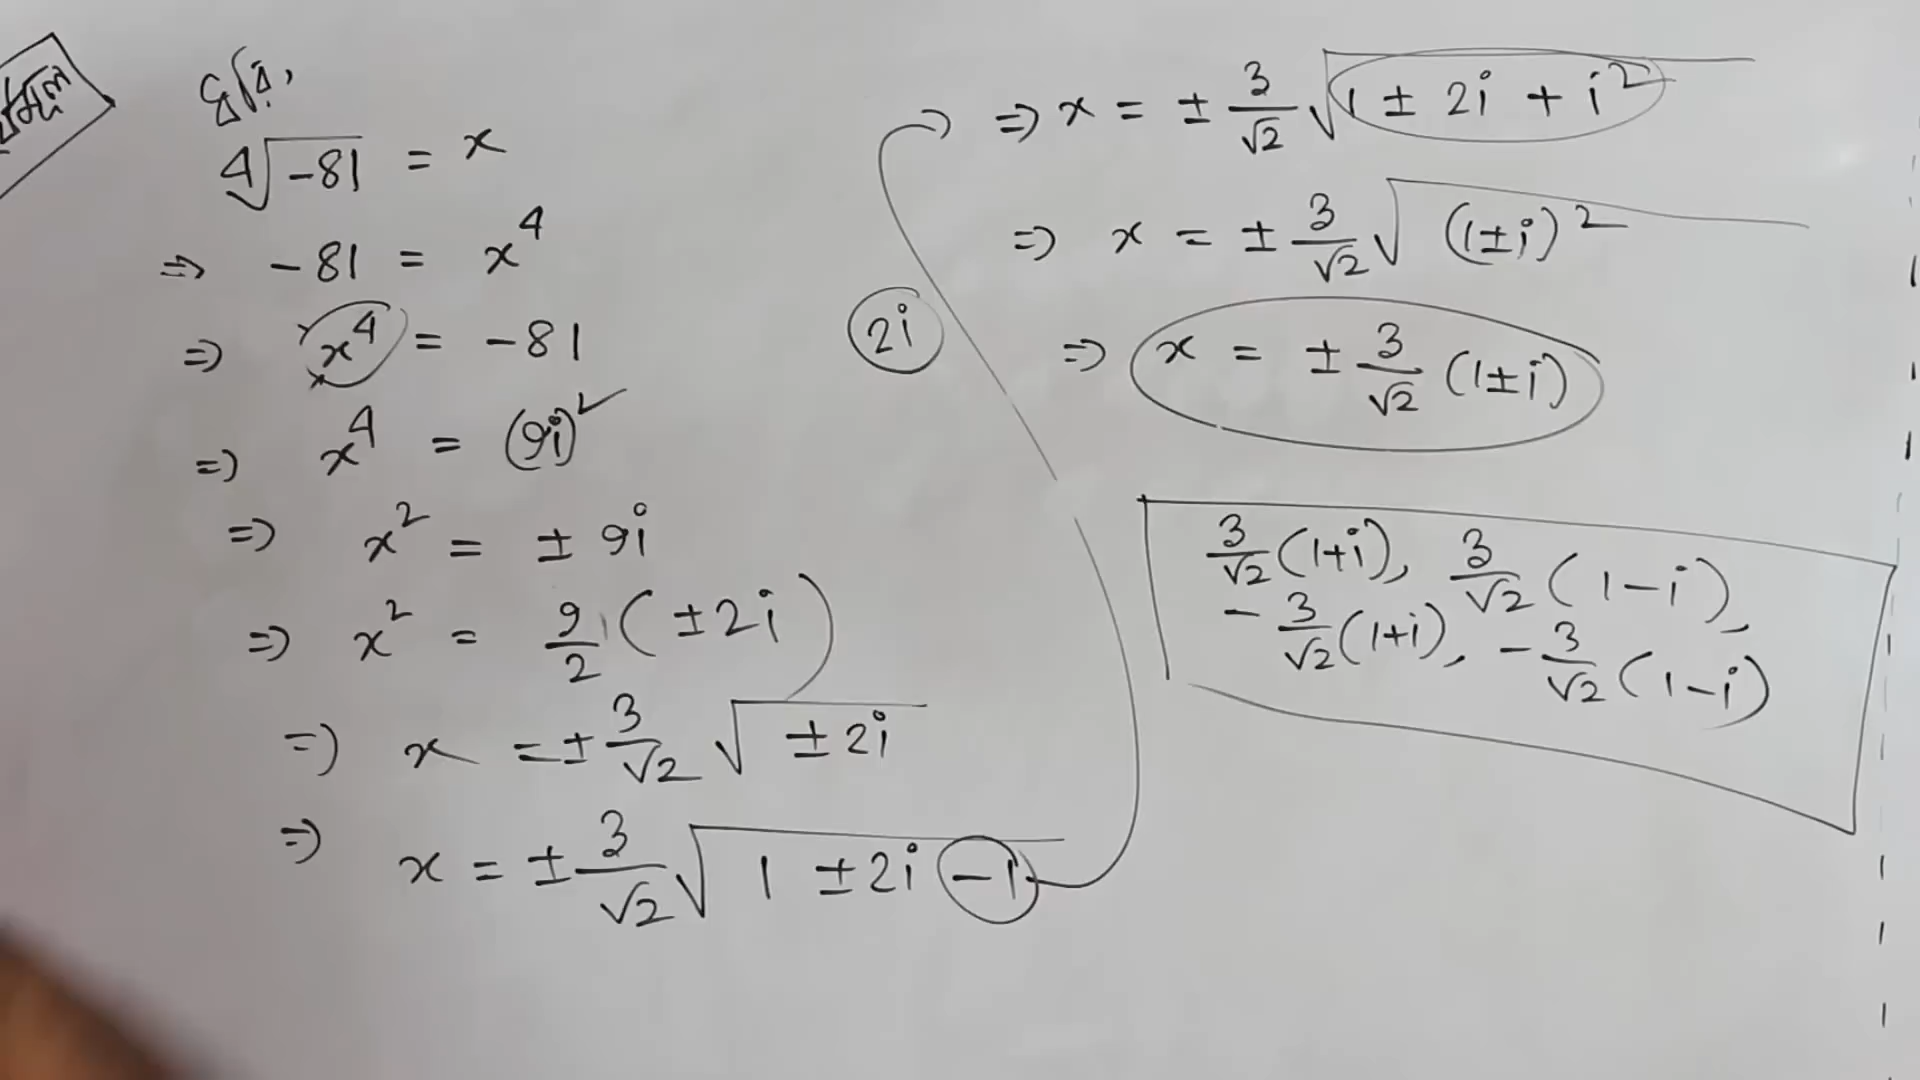 ধরি,
∜-81 = x
⇒ -81 = x⁴
⇒ x⁴ = -81
⇒ x⁴ = (9i)²
⇒ x² = ± 9i
⇒ x² = 9/2 (±2i)
⇒ x = ± 3/√2 √(±2i)
⇒ x = ± 3/√2 √(1 ±2i -1)
2i
⇒ x = ± 3/√2 √(1 ± 2i + i²)
⇒ x = ± 3/√2 √((1±i)²)
⇒ x = ± 3/√2 (1±i)
3/√2 (1+i), 3/√2 (1-i),
- 3/√2 (1+i), - 3/√2 (1-i)